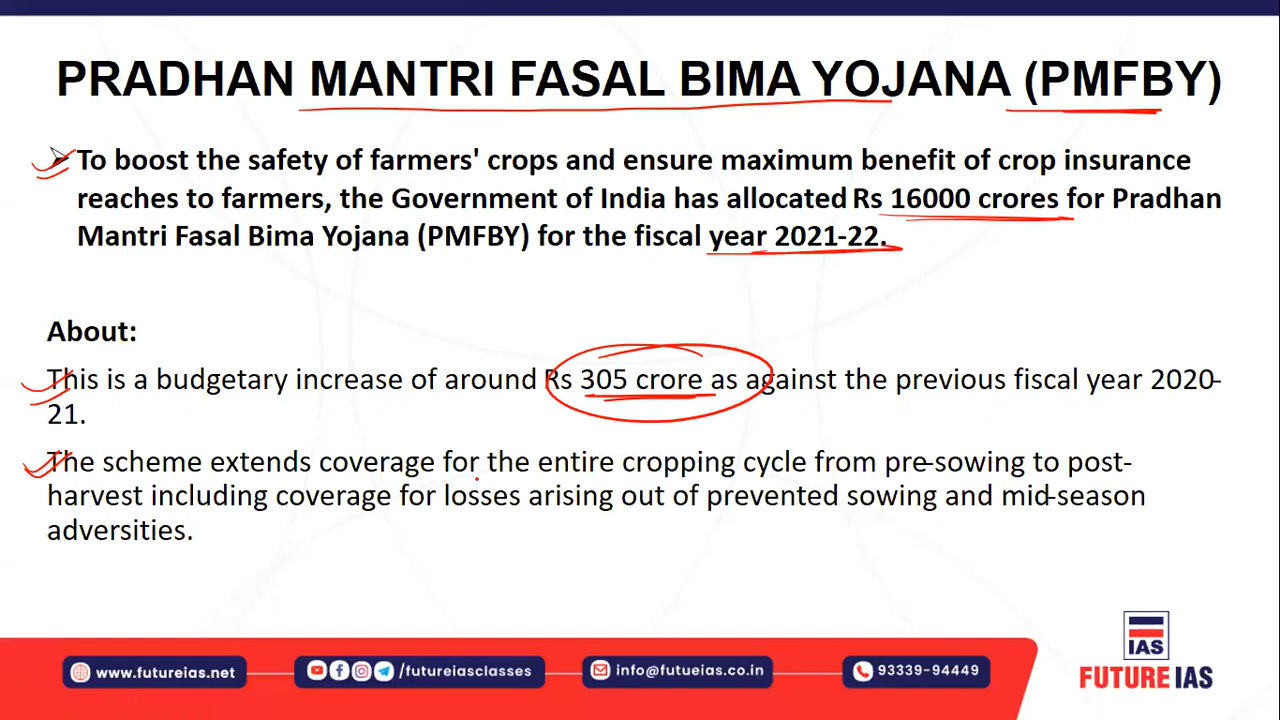 PRADHAN MANTRI FASAL BIMA YOJANA (PMFBY)
To boost the safety of farmers' crops and ensure maximum benefit of crop insurance
reaches to farmers, the Government of India has allocated Rs 16000 crores for Pradhan
Mantri Fasal Bima Yojana (PMFBY) for the fiscal year 2021-22.
About:
This is a budgetary increase of around Rs 305 crore as against the previous fiscal year 2020-
21.
The scheme extends coverage for the entire cropping cycle from pre-sowing to post-
harvest including coverage for losses arising out of prevented sowing and mid-season
adversities.
www.futureias.net
/futureiasclasses
info@futueias.co.in
93339-94449
IAS
FUTURE IAS